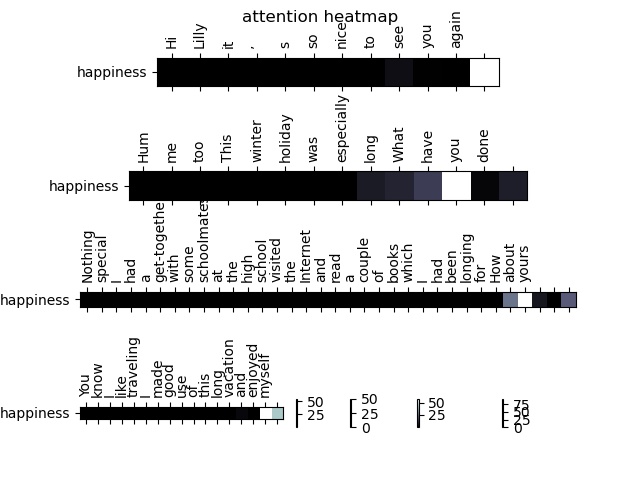 attention heatmap
Hi Lilly it ' s so nice to see you again
happiness
Hum me too This winter holiday was especially long What have you done
happiness
Nothing special I had a get-togethe with some schoolmates at the high school visited the Internet and read a couple of books which I had been longing for How about yours
happiness
You know I like traveling I made good use of this long vacation and enjoyed myself
happiness
50 25
50 25 0
50 25
75 50 25 0